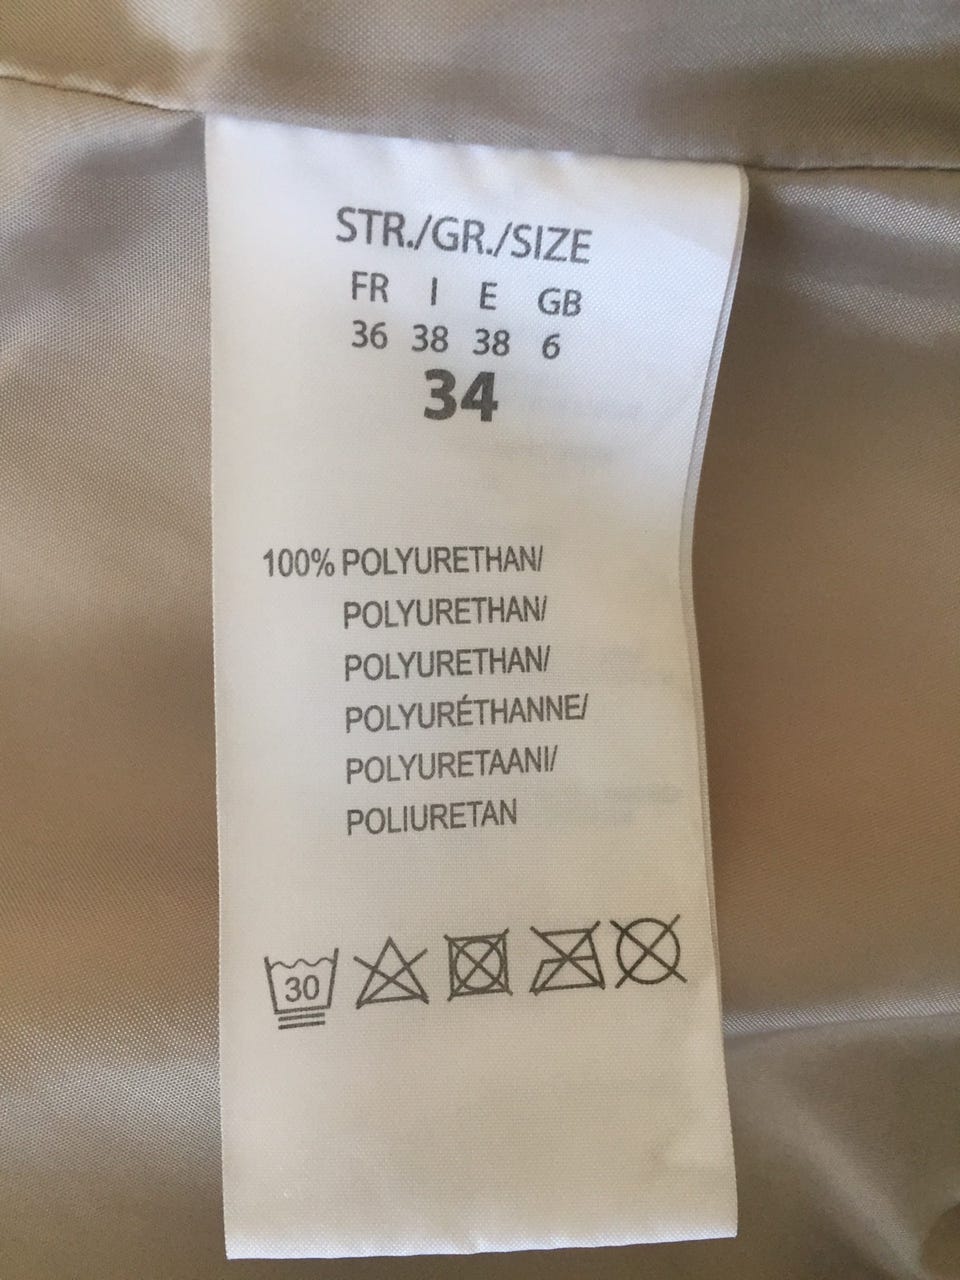 STR./GR./SIZE
FR I E GB
36 38 38 6
34
100% POLYURETHAN/
POLYURETHAN/
POLYURETHAN/
POLYURÉTHANNE/
POLYURETAANI/
POLIURETAN
30